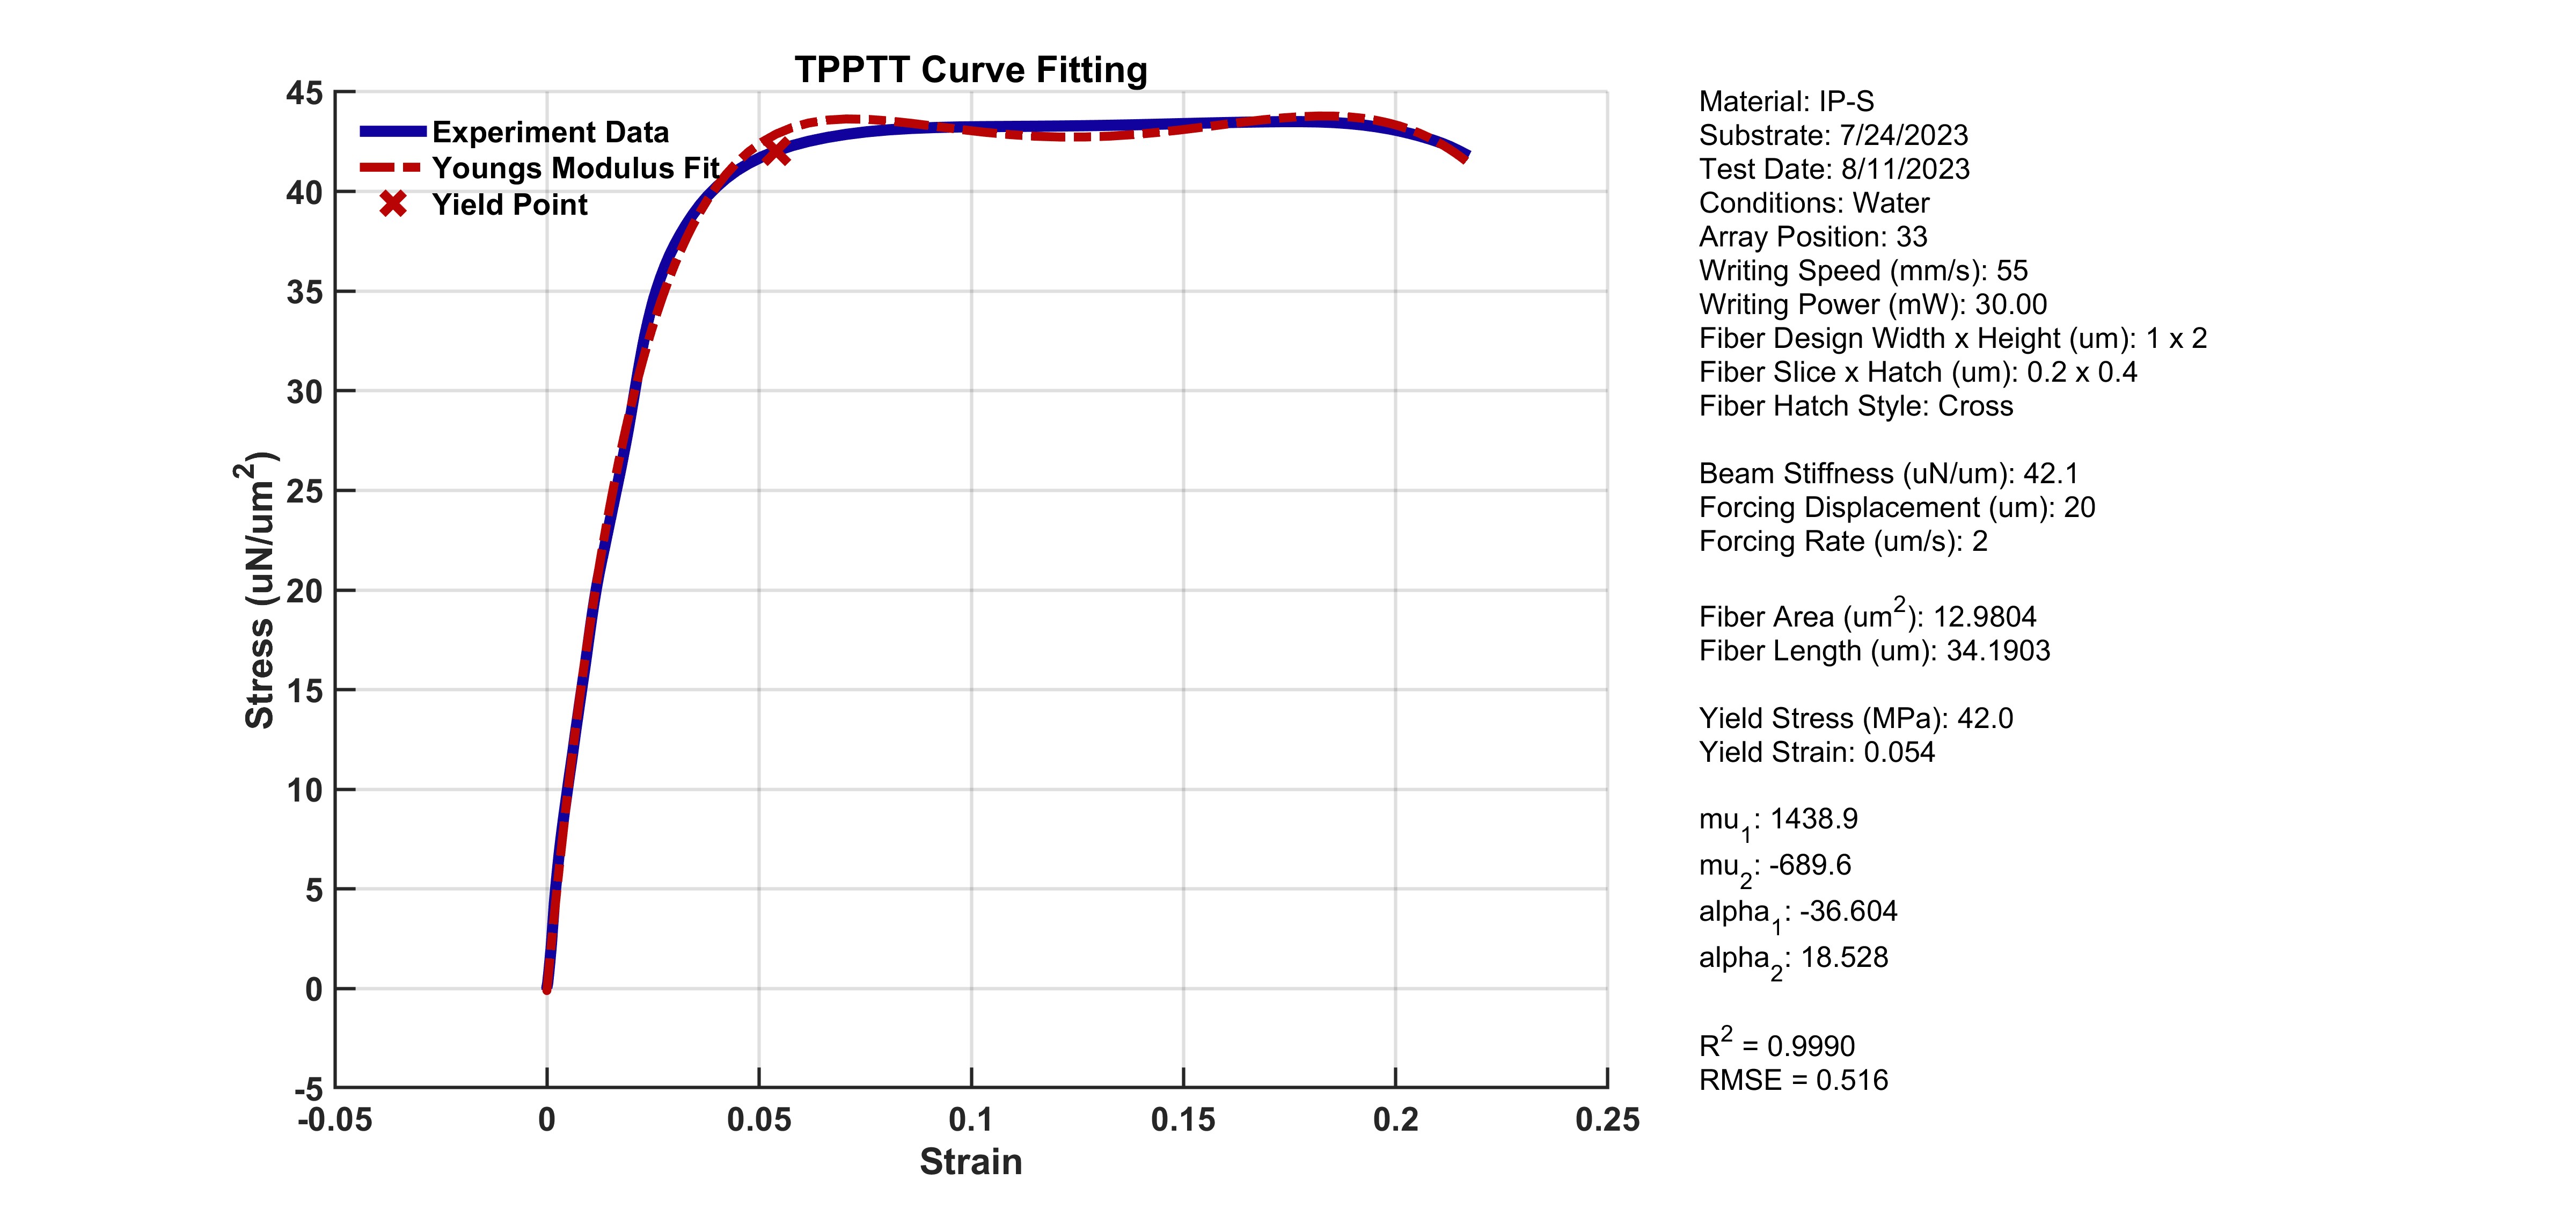 TPPTT Curve Fitting
45
40
35
30
25
20
15
10
5
0
-5
Stress (uN/um2)
Experiment Data
Youngs Modulus Fit
Yield Point
-0.05 0 0.05 0.1 0.15 0.2 0.25
Strain
Material: IP-S
Substrate: 7/24/2023
Test Date: 8/11/2023
Conditions: Water
Array Position: 33
Writing Speed (mm/s): 55
Writing Power (mW): 30.00
Fiber Design Width x Height (um): 1 x 2
Fiber Slice x Hatch (um): 0.2 x 0.4
Fiber Hatch Style: Cross
Beam Stiffness (uN/um): 42.1
Forcing Displacement (um): 20
Forcing Rate (um/s): 2
Fiber Area (um2): 12.9804
Fiber Length (um): 34.1903
Yield Stress (MPa): 42.0
Yield Strain: 0.054
mu1: 1438.9
mu2: -689.6
alpha1: -36.604
alpha2: 18.528
R2 = 0.9990
RMSE = 0.516